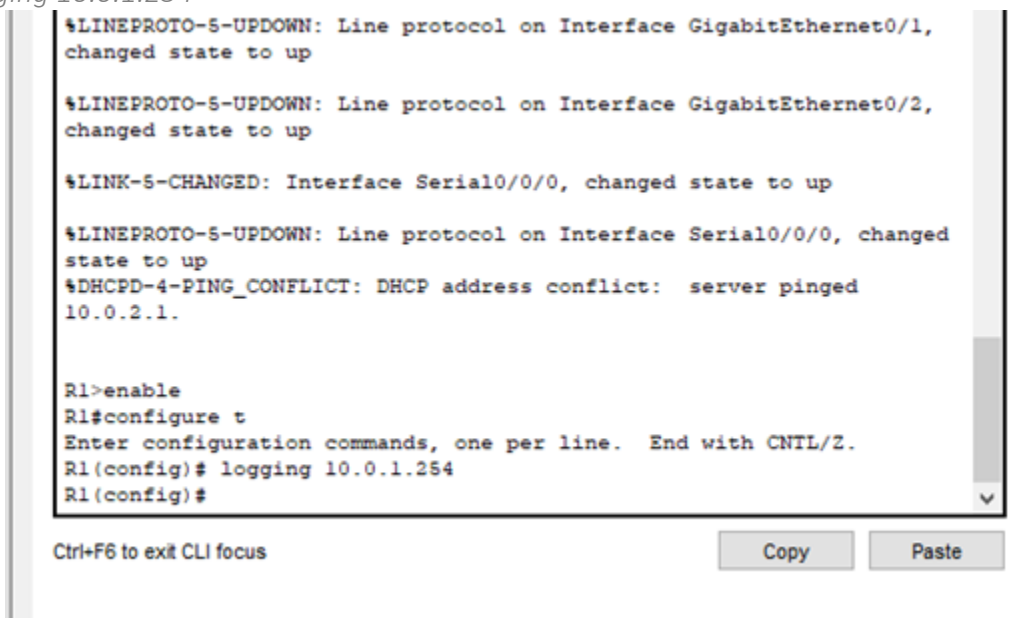 %LINEPROTO-5-UPDOWN: Line protocol on Interface GigabitEthernet0/1,
changed state to up
%LINEPROTO-5-UPDOWN: Line protocol on Interface GigabitEthernet0/2,
changed state to up
%LINK-5-CHANGED: Interface Serial0/0/0, changed state to up
%LINEPROTO-5-UPDOWN: Line protocol on Interface Serial0/0/0, changed
state to up
%DHCPD-4-PING_CONFLICT: DHCP address conflict:  server pinged
10.0.2.1.
R1>enable
R1#configure t
Enter configuration commands, one per line.  End with CNTL/Z.
R1(config)# logging 10.0.1.254
R1(config)#
Ctrl+F6 to exit CLI focus
Copy
Paste